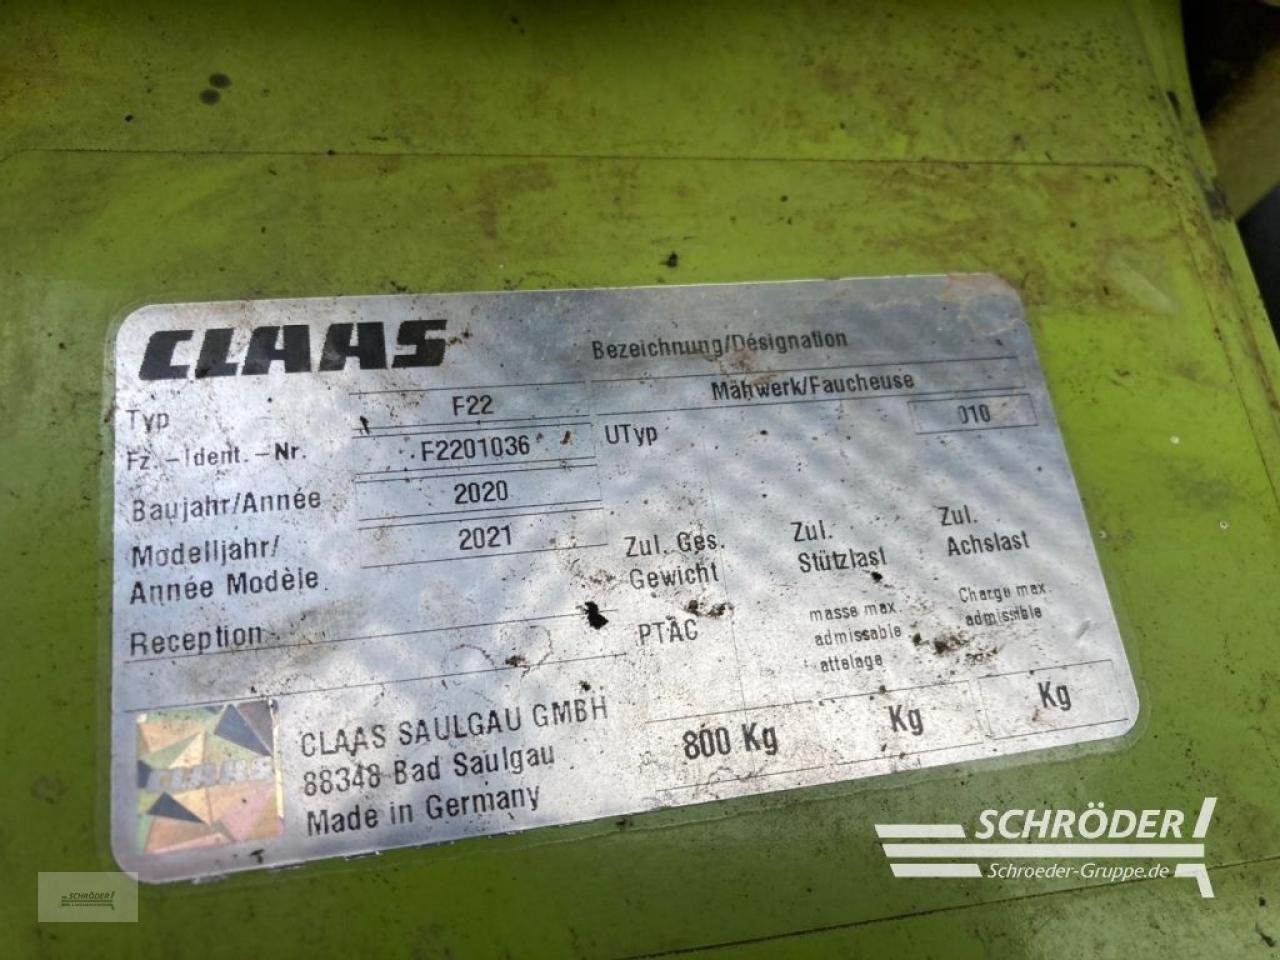 CLAAS
Bezeichnung/Désignation
Mähwerk/Faucheuse
Typ F22
UTyp 010
Fz.-Ident.-Nr. F2201036
Baujahr/Année 2020
Modelljahr/ 2021
Année Modèle
Reception
Zul. Ges.
Gewicht
PTAC
800 Kg
Zul.
Stützlast
masse max.
admissable
attelage
Kg
Zul.
Achslast
Charge max.
admissible
Kg
CLAAS
CLAAS SAULGAU GMBH
88348 Bad Saulgau
Made in Germany
SCHRÖDER
Schroeder-Gruppe.de
SCHRÖDER